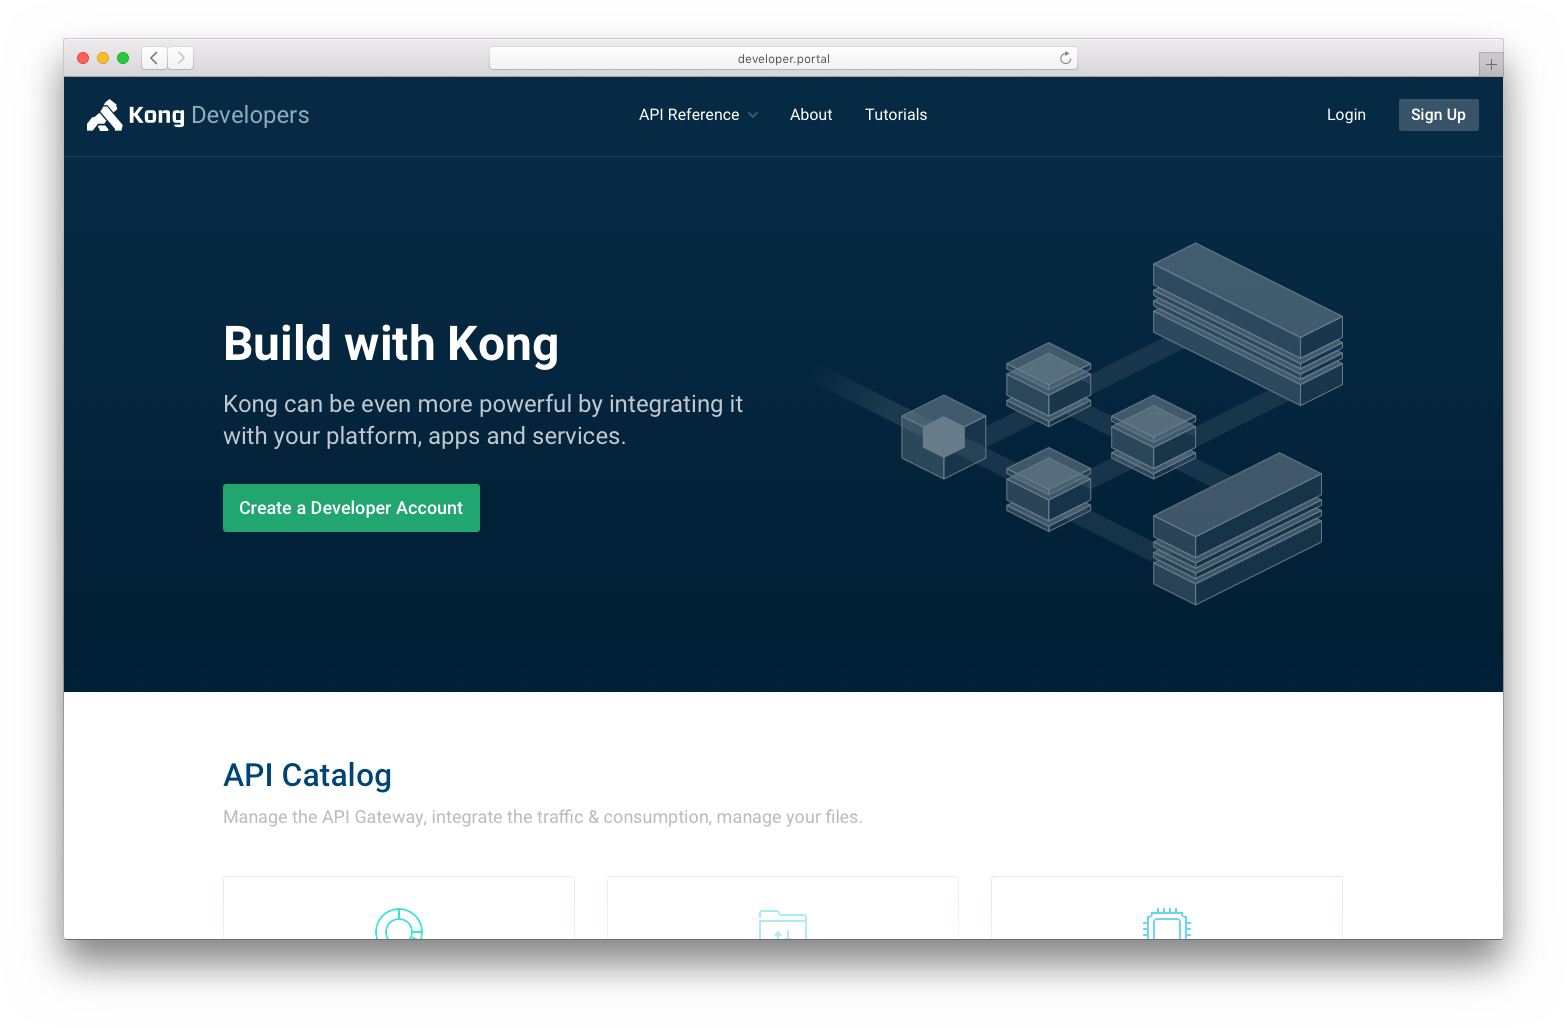 developer.portal
Kong Developers
API Reference
About
Tutorials
Login
Sign Up
Build with Kong
Kong can be even more powerful by integrating it
with your platform, apps and services.
Create a Developer Account
API Catalog
Manage the API Gateway, integrate the traffic & consumption, manage your files.